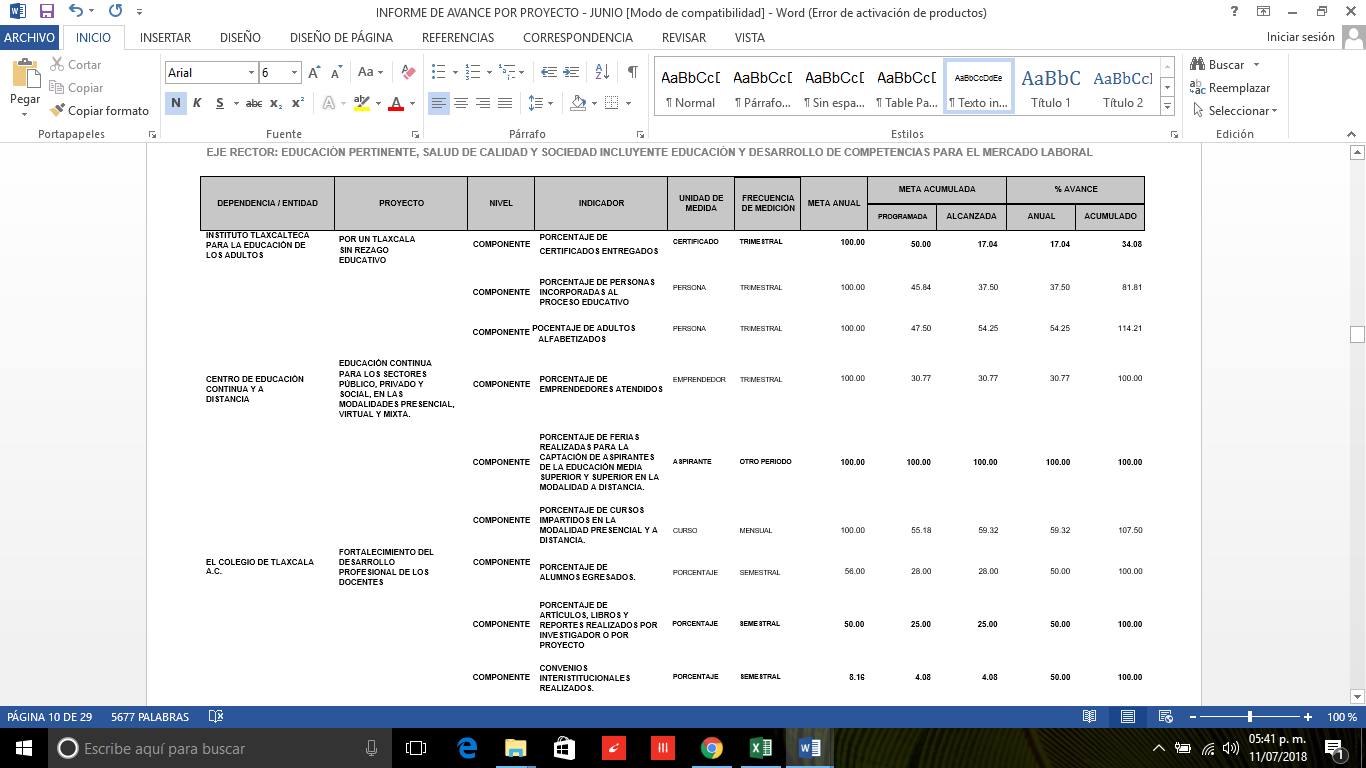 INFORME DE AVANCE POR PROYECTO - JUNIO [Modo de compatibilidad] - Word (Error de activación de productos)
ARCHIVO INICIO INSERTAR DISEÑO DISEÑO DE PÁGINA REFERENCIAS CORRESPONDENCIA REVISAR VISTA Iniciar sesión
Pegar
Cortar
Copiar
Copiar formato
Portapapeles
Arial 6
N K S abc x₂ x²
Fuente
Párrafo
AaBbCcD AaBbCcD AaBbCcD AaBbCcD AaBbCcDdEe AaBbC AaBbCcD
¶ Normal ¶ Párrafo... ¶ Sin espa... ¶ Table Pa... ¶ Texto in... Título 1 Título 2
Estilos
Buscar
Reemplazar
Seleccionar
Edición
EJE RECTOR: EDUCACIÓN PERTINENTE, SALUD DE CALIDAD Y SOCIEDAD INCLUYENTE EDUCACIÓN Y DESARROLLO DE COMPETENCIAS PARA EL MERCADO LABORAL
DEPENDENCIA / ENTIDAD
PROYECTO
NIVEL
INDICADOR
UNIDAD DE
MEDIDA
FRECUENCIA
DE MEDICIÓN
META ANUAL
META ACUMULADA
PROGRAMADA
ALCANZADA
% AVANCE
ANUAL
ACUMULADO
INSTITUTO TLAXCALTECA
PARA LA EDUCACIÓN DE
LOS ADULTOS
POR UN TLAXCALA
SIN REZAGO
EDUCATIVO
COMPONENTE
PORCENTAJE DE
CERTIFICADOS ENTREGADOS
CERTIFICADO TRIMESTRAL 100.00 50.00 17.04 17.04 34.08
COMPONENTE
PORCENTAJE DE PERSONAS
INCORPORADAS AL
PROCESO EDUCATIVO
PERSONA TRIMESTRAL 100.00 45.84 37.50 37.50 81.81
COMPONENTE
POCENTAJE DE ADULTOS
ALFABETIZADOS
PERSONA TRIMESTRAL 100.00 47.50 54.25 54.25 114.21
CENTRO DE EDUCACIÓN
CONTINUA Y A
DISTANCIA
EDUCACIÓN CONTINUA
PARA LOS SECTORES
PÚBLICO, PRIVADO Y
SOCIAL, EN LAS
MODALIDADES PRESENCIAL,
VIRTUAL Y MIXTA.
COMPONENTE
PORCENTAJE DE
EMPRENDEDORES ATENDIDOS
EMPRENDEDOR TRIMESTRAL 100.00 30.77 30.77 30.77 100.00
COMPONENTE
PORCENTAJE DE FERIAS
REALIZADAS PARA LA
CAPTACIÓN DE ASPIRANTES
DE LA EDUCACIÓN MEDIA
SUPERIOR Y SUPERIOR EN LA
MODALIDAD A DISTANCIA.
ASPIRANTE OTRO PERIODO 100.00 100.00 100.00 100.00 100.00
COMPONENTE
PORCENTAJE DE CURSOS
IMPARTIDOS EN LA
MODALIDAD PRESENCIAL Y A
DISTANCIA.
CURSO MENSUAL 100.00 55.18 59.32 59.32 107.50
EL COLEGIO DE TLAXCALA
A.C.
FORTALECIMIENTO DEL
DESARROLLO
PROFESIONAL DE LOS
DOCENTES
COMPONENTE
PORCENTAJE DE
ALUMNOS EGRESADOS.
PORCENTAJE SEMESTRAL 56.00 28.00 28.00 50.00 100.00
COMPONENTE
PORCENTAJE DE
ARTÍCULOS, LIBROS Y
REPORTES REALIZADOS POR
INVESTIGADOR O POR
PROYECTO
PORCENTAJE SEMESTRAL 50.00 25.00 25.00 50.00 100.00
COMPONENTE
CONVENIOS
INTERISTITUCIONALES
REALIZADOS.
PORCENTAJE SEMESTRAL 8.16 4.08 4.08 50.00 100.00
PÁGINA 10 DE 29 5677 PALABRAS 100 %
Escribe aquí para buscar
05:41 p. m.
11/07/2018